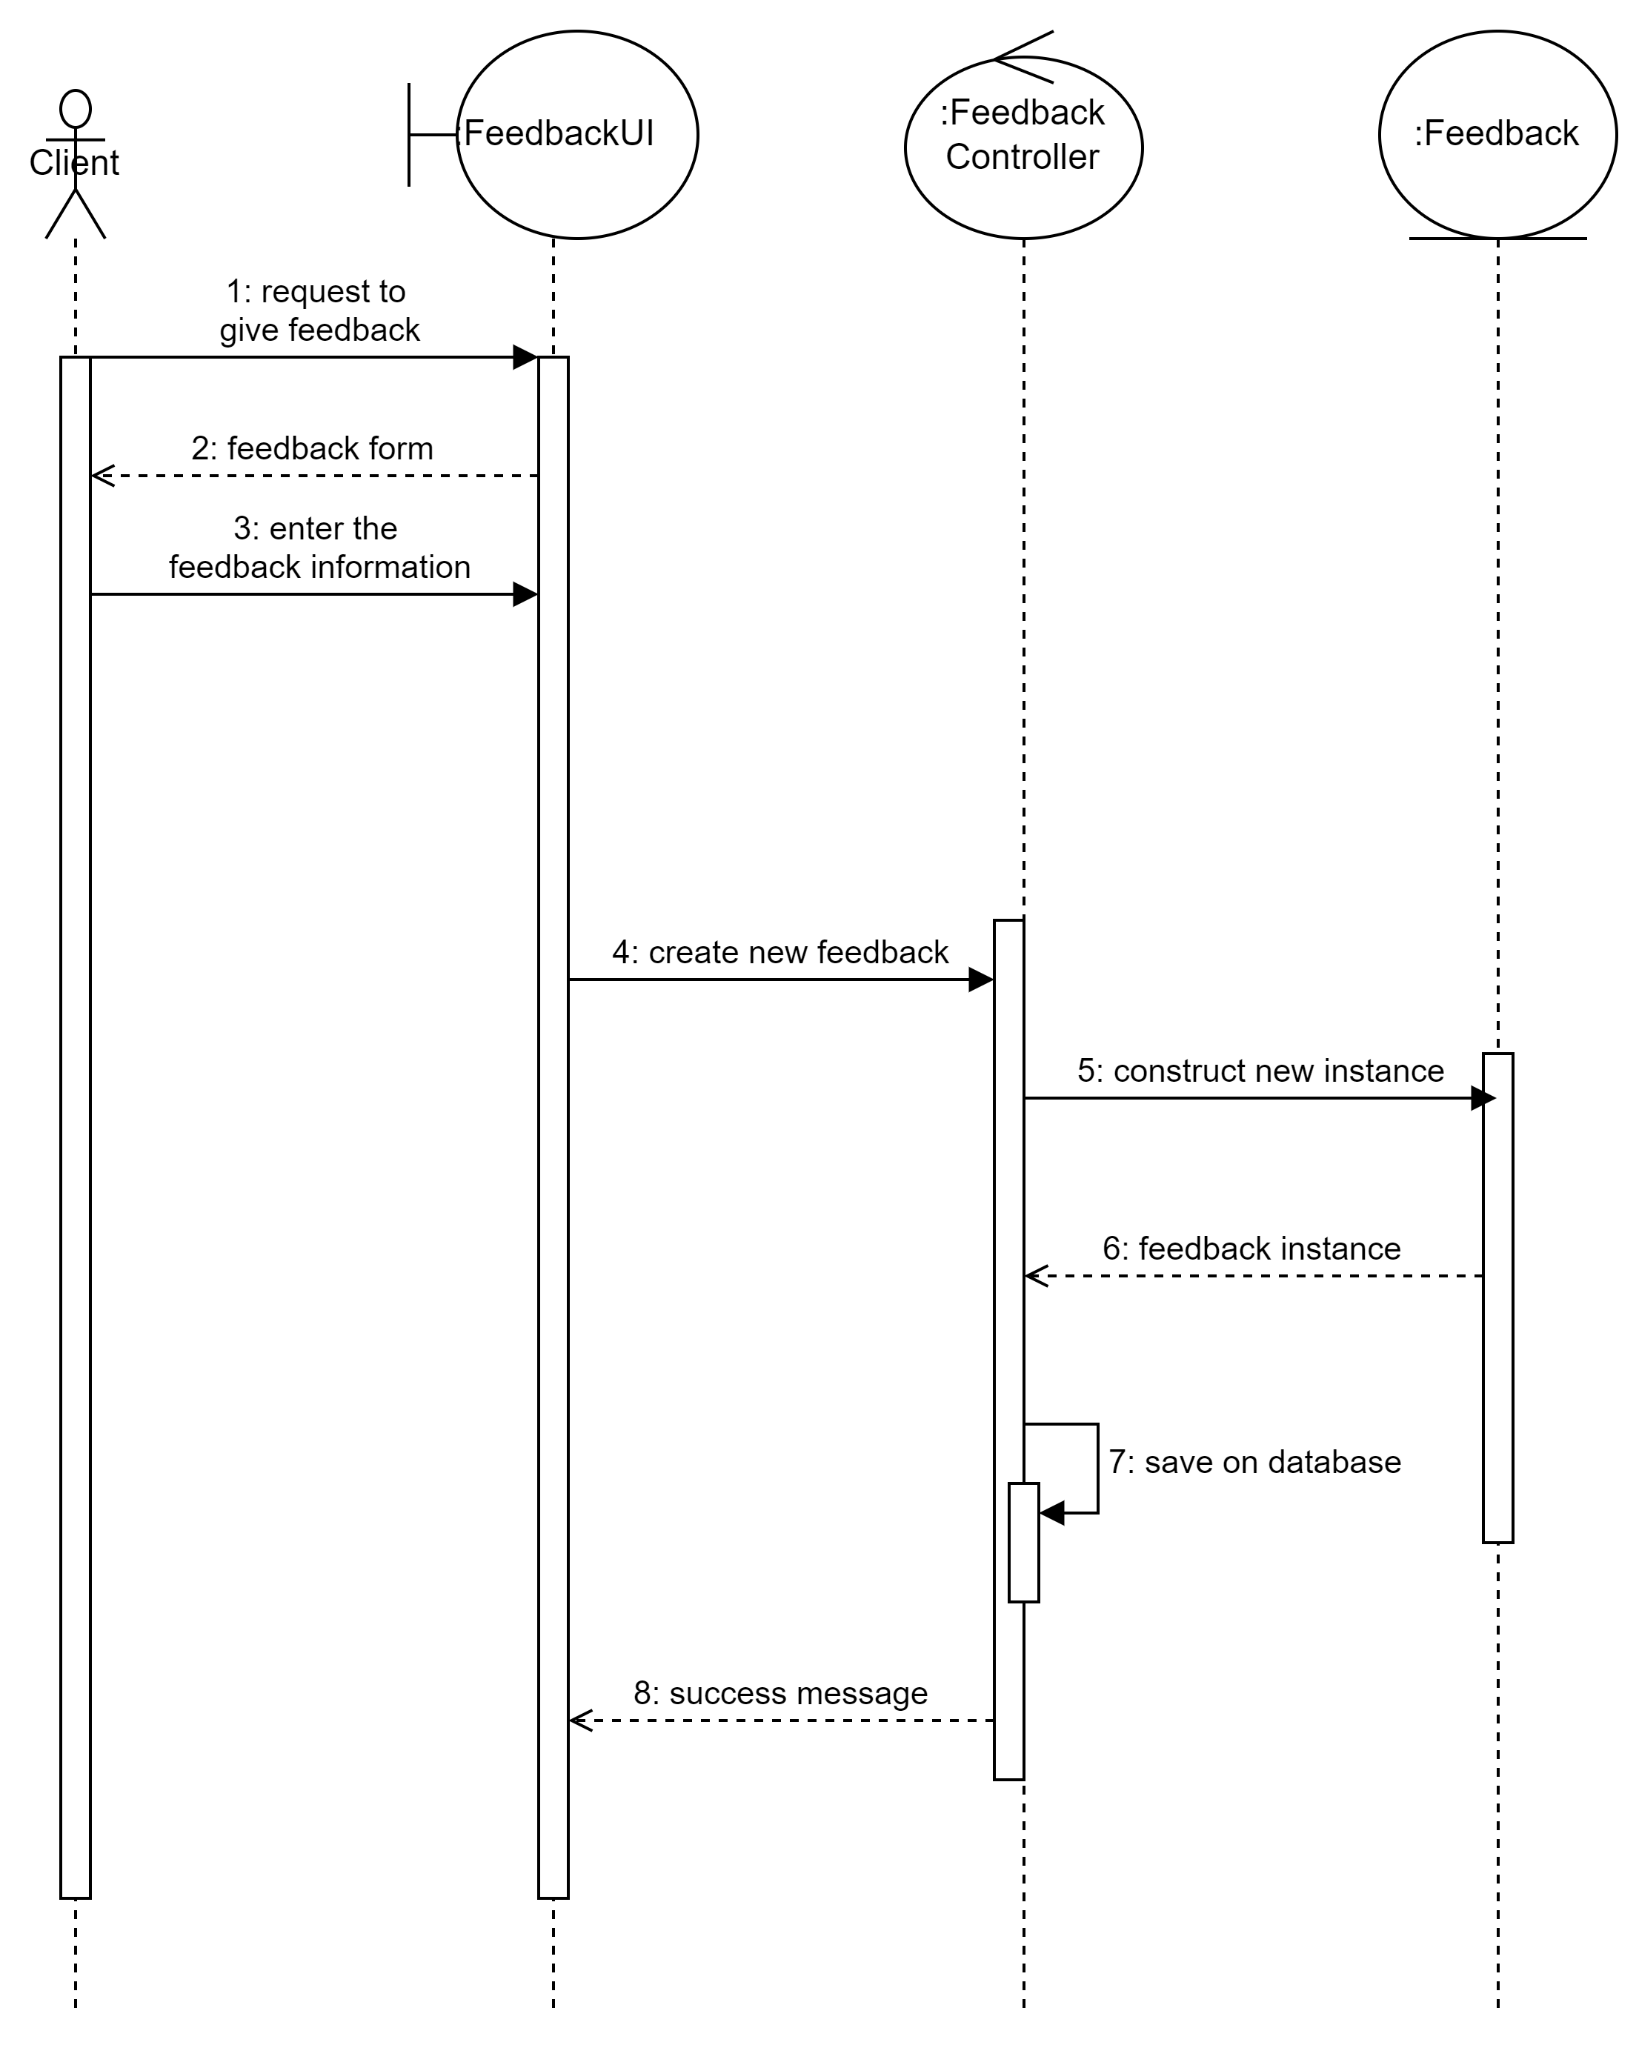 Client
:FeedbackUI
:Feedback
Controller
:Feedback
1: request to
give feedback
2: feedback form
3: enter the
feedback information
4: create new feedback
5: construct new instance
6: feedback instance
7: save on database
8: success message